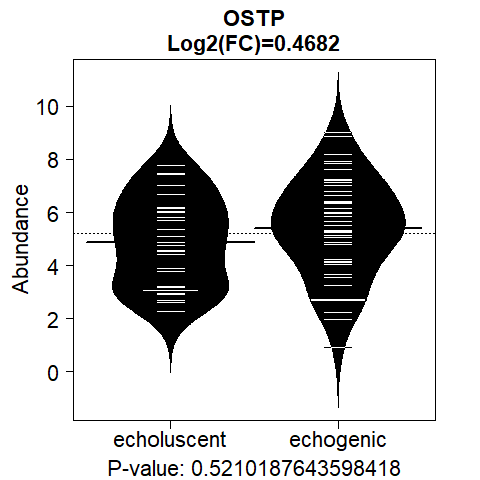 OSTP
Log2(FC)=0.4682
Abundance
10
8
6
4
2
0
echoluscent echogenic
P-value: 0.5210187643598418